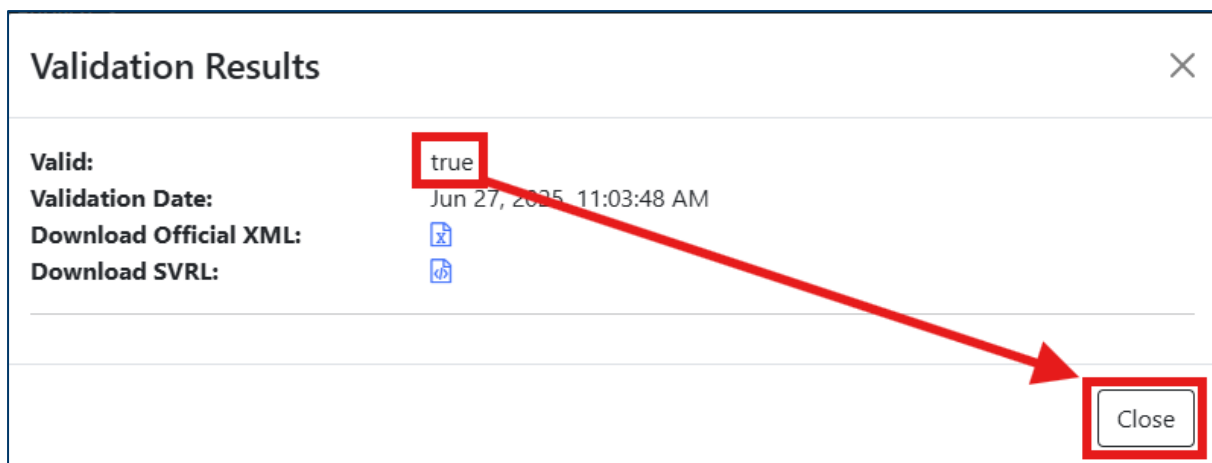 Validation Results
Valid: true
Validation Date: Jun 27, 2025, 11:03:48 AM
Download Official XML:
Download SVRL:
Close